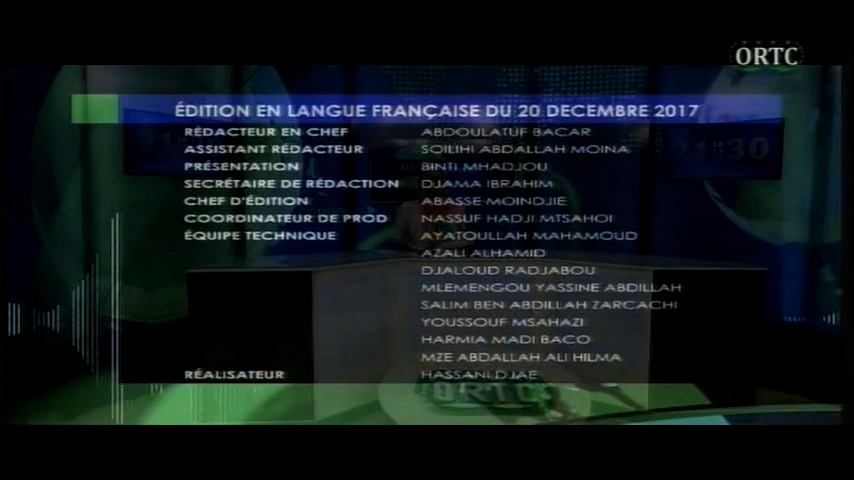 ORTC
ÉDITION EN LANGUE FRANÇAISE DU 20 DECEMBRE 2017
RÉDACTEUR EN CHEF ABDOULATUF BACAR
ASSISTANT RÉDACTEUR SOILIHI ABDALLAH MOINA
PRÉSENTATION BINTI MHADJOU
SECRÉTAIRE DE RÉDACTION DJAMA IBRAHIM
CHEF D'ÉDITION ABASSE MOINDJIE
COORDINATEUR DE PROD NASSUF HADJI MTSAHOI
ÉQUIPE TECHNIQUE AYATOULLAH MAHAMOUD
AZALI ALHAMID
DJALOUD RADJABOU
MLEMENGOU YASSINE ABDILLAH
SALIM BEN ABDILLAH ZARCACHI
YOUSSOUF MSAHAZI
HARMIA MADI BACO
MZE ABDALLAH ALI HILMA
RÉALISATEUR HASSANI DJAE
ORTC